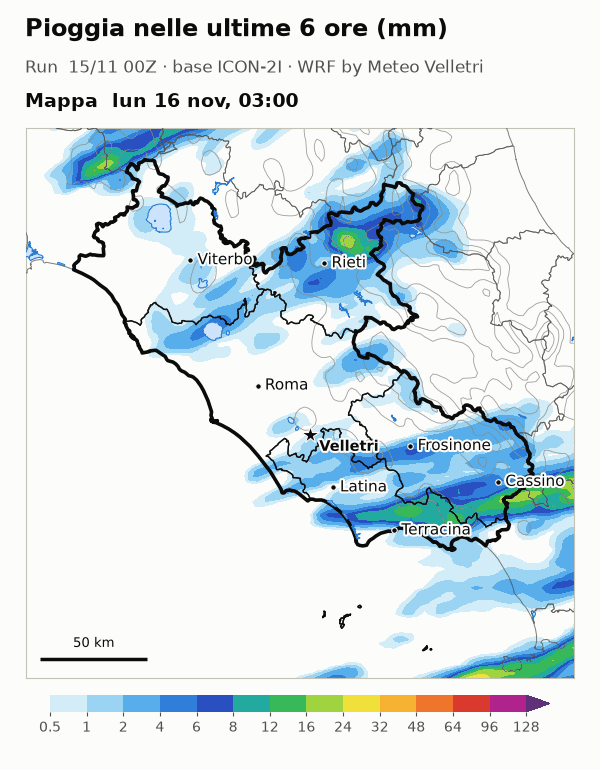 Pioggia nelle ultime 6 ore (mm)
Run 15/11 00Z · base ICON-2I · WRF by Meteo Velletri
Mappa lun 16 nov, 03:00
Viterbo
Rieti
Roma
Velletri
Frosinone
Latina
Cassino
Terracina
50 km
0.5 1 2 4 6 8 12 16 24 32 48 64 96 128